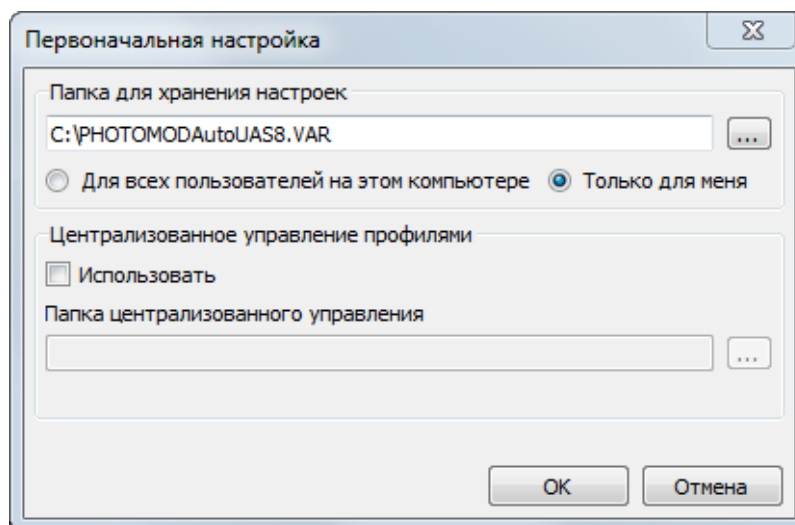 Первоначальная настройка
Папка для хранения настроек
C:\PHOTOMODAutoUAS8.VAR
...
Для всех пользователей на этом компьютере Только для меня
Централизованное управление профилями
Использовать
Папка централизованного управления
...
OK Отмена